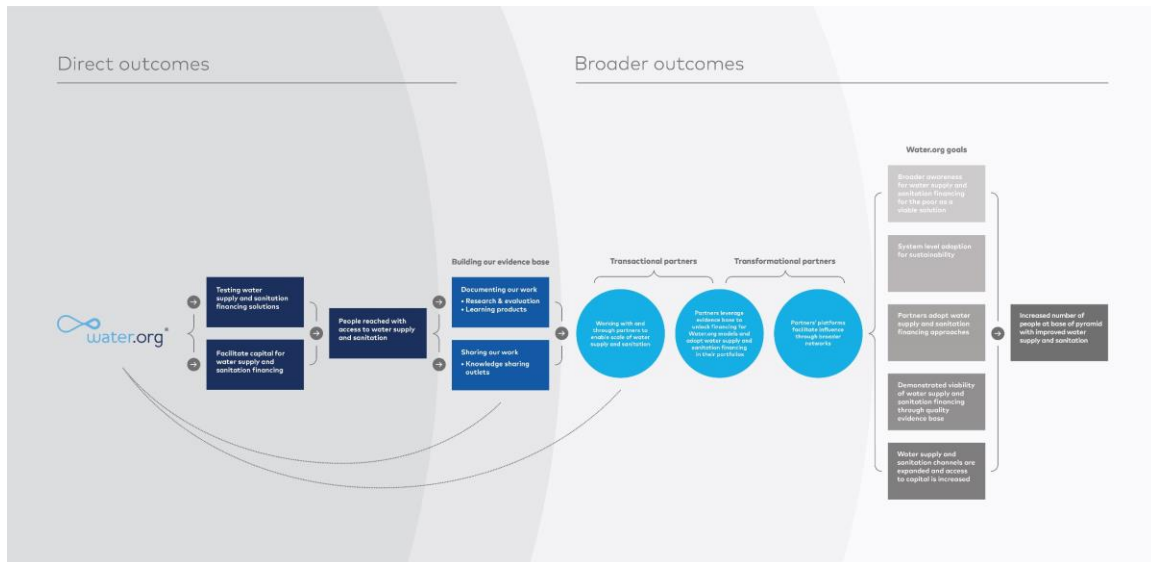 Direct outcomes
Broader outcomes
water.org®
Testing water
supply and sanitation
financing solutions
Facilitate capital for
water supply and
sanitation financing
People reached with
access to water supply
and sanitation
Building our evidence base
Documenting our work
• Research & evaluation
• Learning products
Sharing our work
• Knowledge sharing
outlets
Transactional partners
Transformational partners
Working with and
through partners to
enable scale of water
supply and sanitation
Partners leverage
evidence base to
unlock financing for
Water.org models and
adopt water supply and
sanitation financing
in their portfolios
Partners' platforms
facilitate influence
through broader
networks
Water.org goals
Broader awareness
for water supply and
sanitation financing
for the poor as a
viable solution
System level adoption
for sustainability
Partners adopt water
supply and sanitation
financing approaches
Demonstrated viability
of water supply and
sanitation financing
through quality
evidence base
Water supply and
sanitation channels are
expanded and access
to capital is increased
Increased number of
people at base of pyramid
with improved water
supply and sanitation